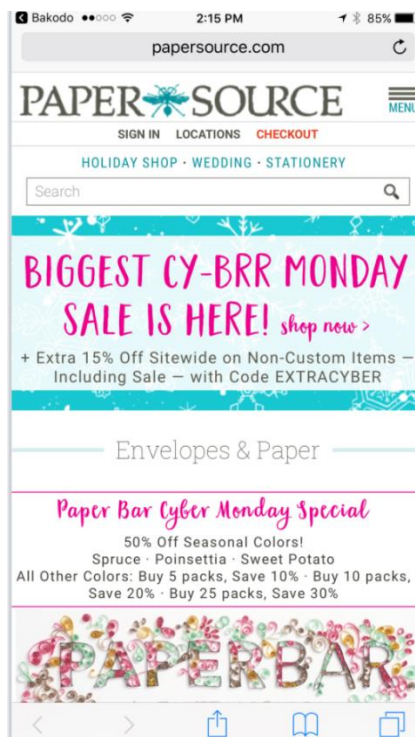 Bakodo 2:15 PM 85%
papersource.com
PAPER SOURCE
MENU
SIGN IN LOCATIONS CHECKOUT
HOLIDAY SHOP · WEDDING · STATIONERY
Search
BIGGEST CY-BRR MONDAY
SALE IS HERE! shop now >
+ Extra 15% Off Sitewide on Non-Custom Items —
Including Sale — with Code EXTRACYBER
Envelopes & Paper
Paper Bar Cyber Monday Special
50% Off Seasonal Colors!
Spruce · Poinsettia · Sweet Potato
All Other Colors: Buy 5 packs, Save 10% · Buy 10 packs,
Save 20% · Buy 25 packs, Save 30%
PAPERBAR